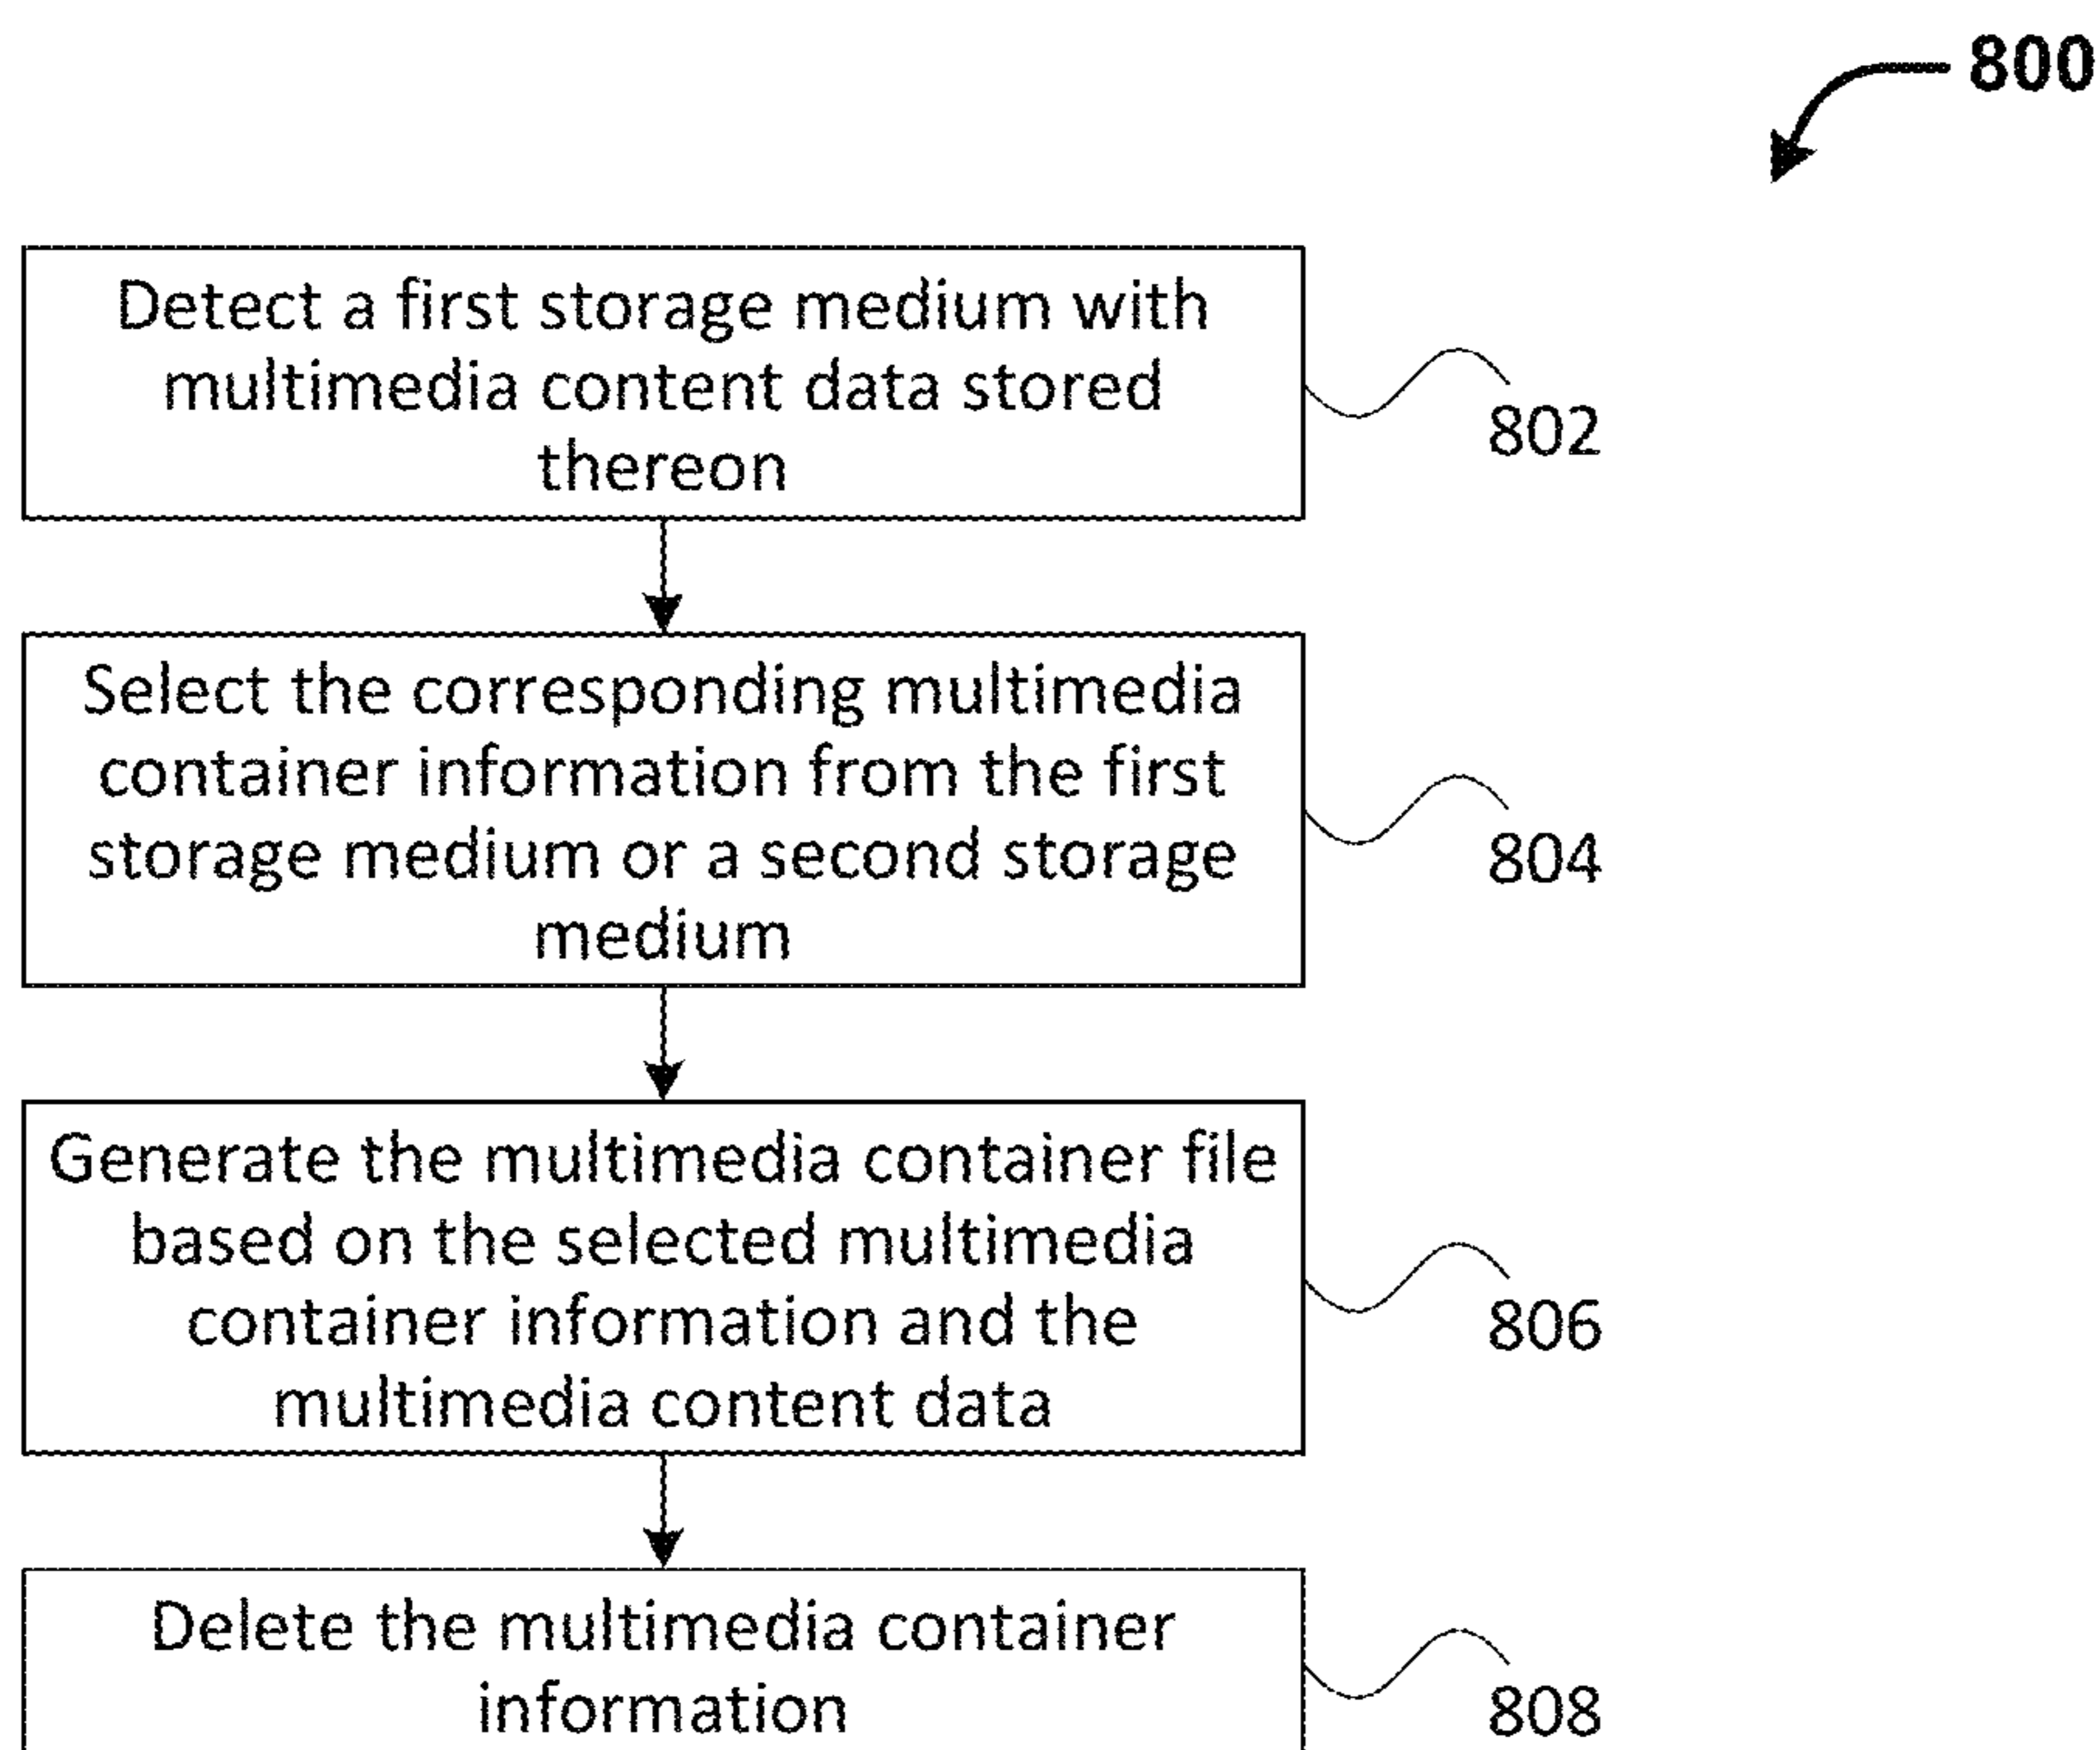 800
Detect a first storage medium with
multimedia content data stored
thereon
802
Select the corresponding multimedia
container information from the first
storage medium or a second storage
medium
804
Generate the multimedia container file
based on the selected multimedia
container information and the
multimedia content data
806
Delete the multimedia container
information
808